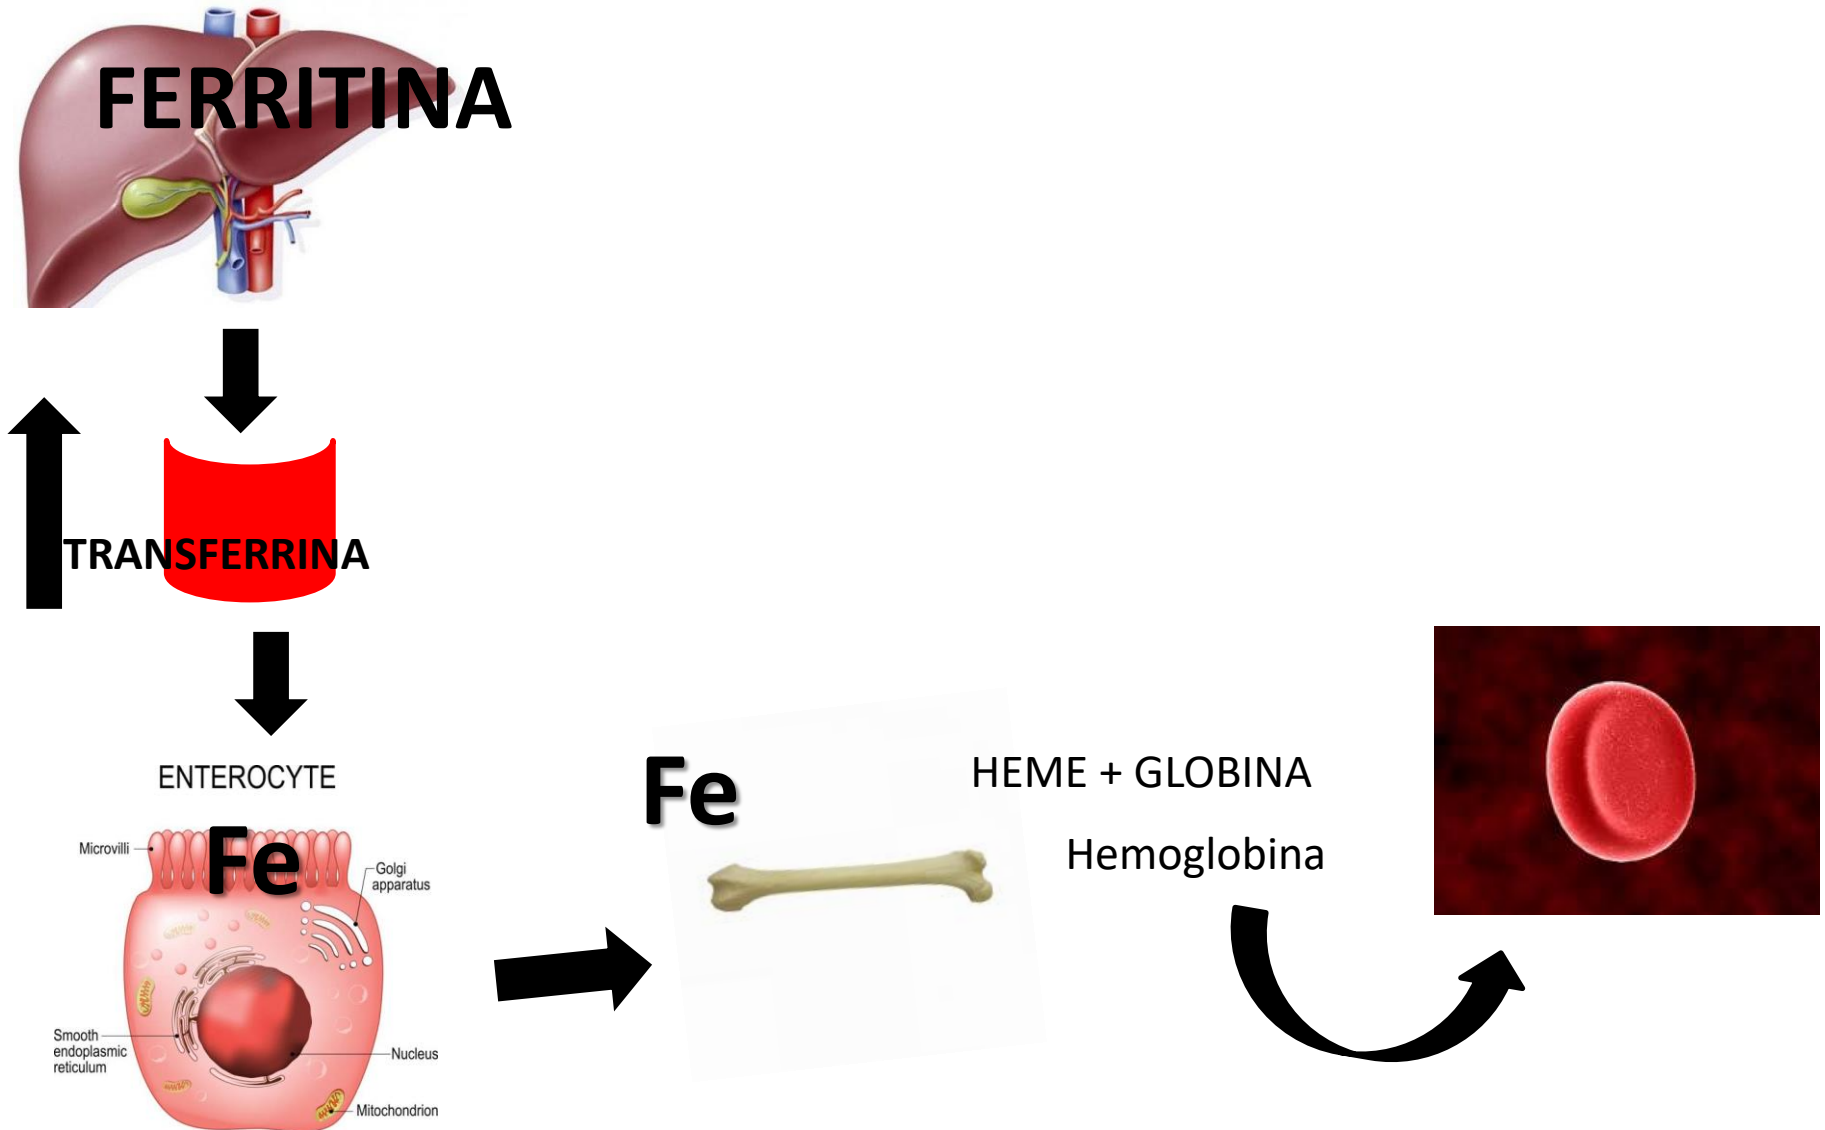 FERRITINA
TRANSFERRINA
ENTEROCYTE
Fe
Microvilli
Golgi
apparatus
Smooth
endoplasmic
reticulum
Nucleus
Mitochondrion
Fe
HEME + GLOBINA
Hemoglobina